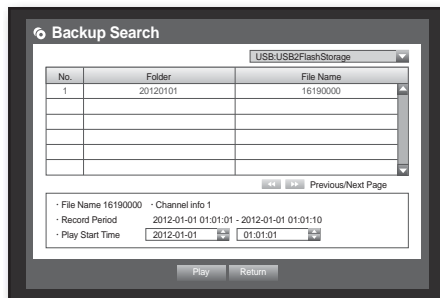 Backup Search
USB:USB2FlashStorage
No. Folder File Name
1 20120101 16190000
Previous/Next Page
· File Name 16190000 · Channel info 1
· Record Period 2012-01-01 01:01:01 - 2012-01-01 01:01:10
· Play Start Time 2012-01-01 01:01:01
Play Return